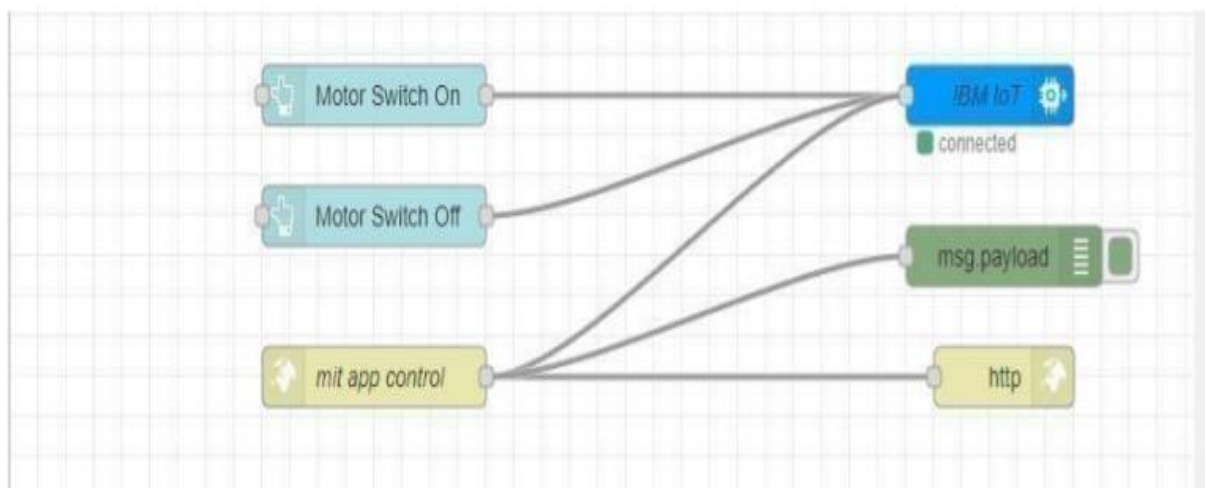 Motor Switch On
IBM IoT
connected
Motor Switch Off
msg.payload
mit app control
http